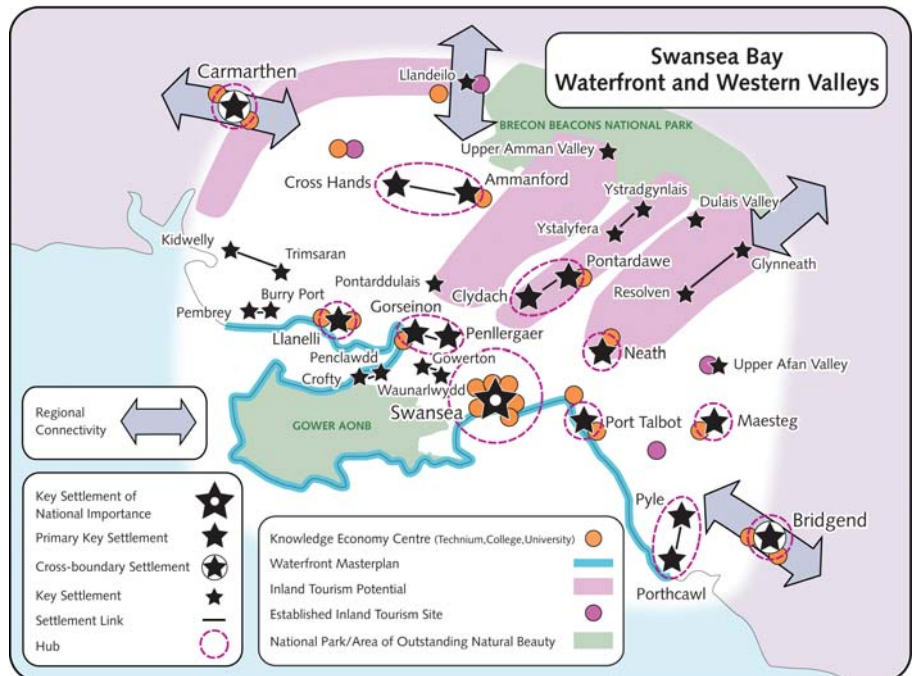 Swansea Bay
Waterfront and Western Valleys
Carmarthen
Llandeilo
BRECON BEACONS NATIONAL PARK
Upper Amman Valley
Cross Hands
Ammanford
Ystradgynlais
Dulais Valley
Ystalyfera
Kidwelly
Trimsaran
Pontarddulais
Pontardawe
Glynneath
Clydach
Resolven
Burry Port
Pembrey
Gorseinon
Llanelli
Penllergaer
Neath
Penclawdd
Gowerton
Crofty
Waunarlwydd
Upper Afan Valley
Swansea
GOWER AONB
Port Talbot
Maesteg
Pyle
Bridgend
Porthcawl
Regional
Connectivity
Key Settlement of
National Importance
Primary Key Settlement
Cross-boundary Settlement
Key Settlement
Settlement Link
Hub
Knowledge Economy Centre (Technium,College,University)
Waterfront Masterplan
Inland Tourism Potential
Established Inland Tourism Site
National Park/Area of Outstanding Natural Beauty